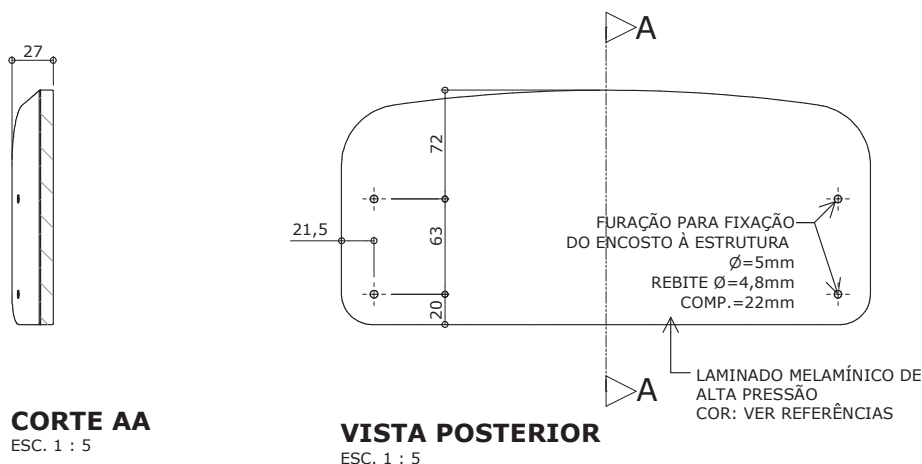 27
A
72
21,5
63
20
FURAÇÃO PARA FIXAÇÃO
DO ENCOSTO À ESTRUTURA
Ø=5mm
REBITE Ø=4,8mm
COMP.=22mm
A
LAMINADO MELAMÍNICO DE
ALTA PRESSÃO
COR: VER REFERÊNCIAS
CORTE AA
ESC. 1 : 5
VISTA POSTERIOR
ESC. 1 : 5